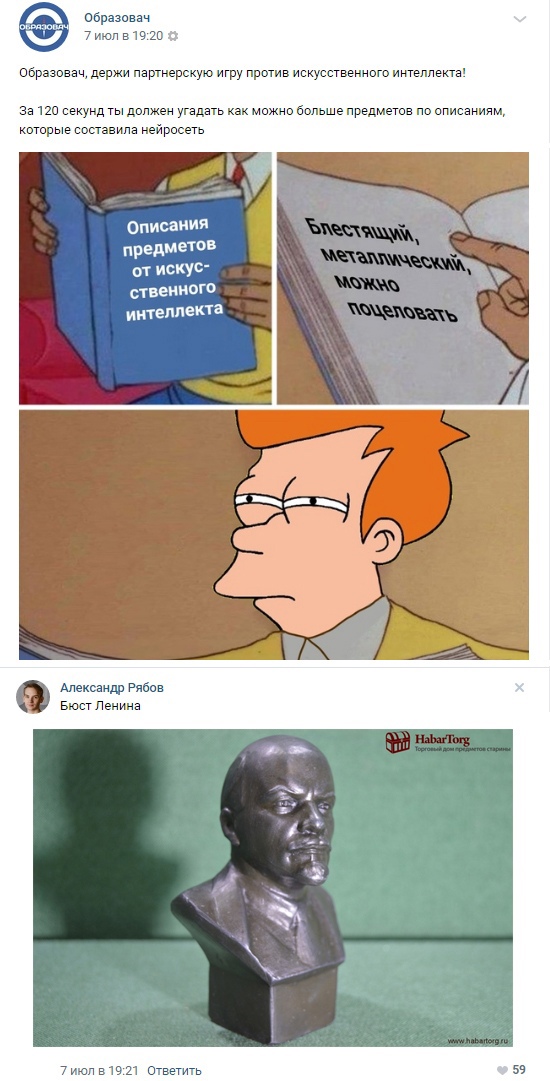 ОБРАЗОВАЧ
Образовач
7 июл в 19:20
Образовач, держи партнерскую игру против искусственного интеллекта!
За 120 секунд ты должен угадать как можно больше предметов по описаниям,
которые составила нейросеть
Описания
предметов
от искус-
ственного
интеллекта
Блестящий,
металлический,
можно
поцеловать
Александр Рябов
Бюст Ленина
HabarTorg
Торговый дом предметов старины
www.habartorg.ru
7 июл в 19:21 Ответить
59